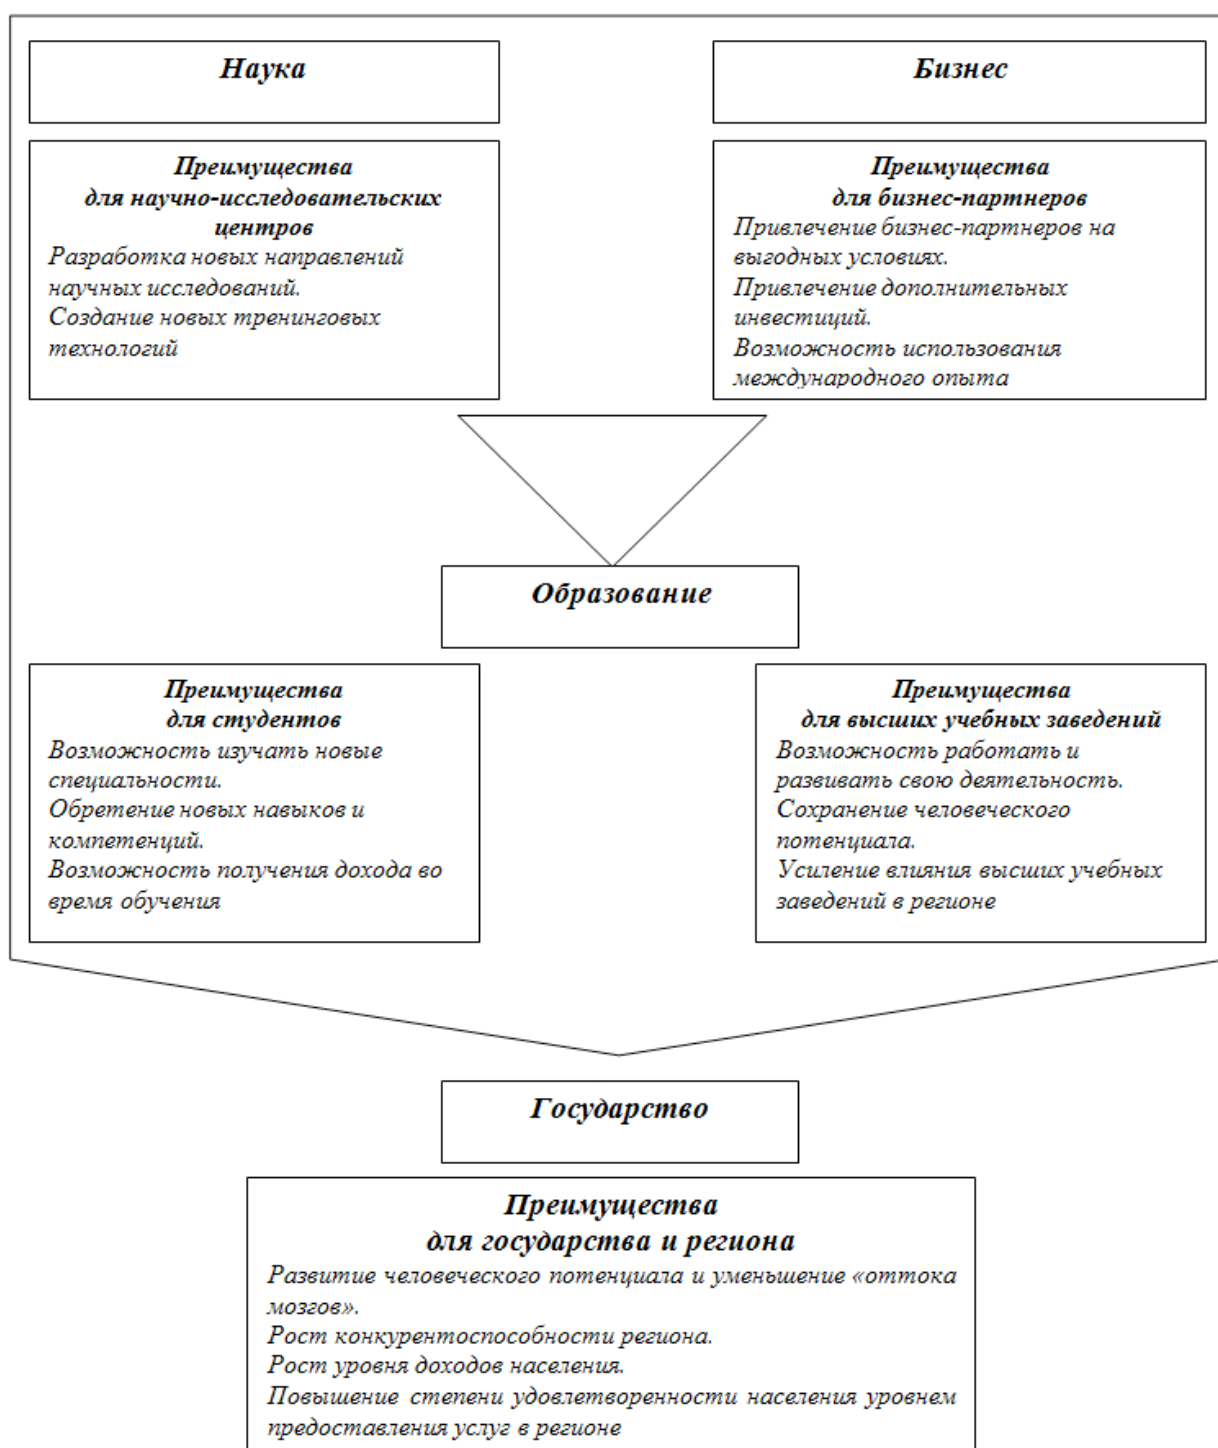 Наука
Бизнес
Преимущества
для научно-исследовательских
центров
Разработка новых направлений
научных исследований.
Создание новых тренинговых
технологий
Преимущества
для бизнес-партнеров
Привлечение бизнес-партнеров на
выгодных условиях.
Привлечение дополнительных
инвестиций.
Возможность использования
международного опыта
Образование
Преимущества
для студентов
Возможность изучать новые
специальности.
Обретение новых навыков и
компетенций.
Возможность получения дохода во
время обучения
Преимущества
для высших учебных заведений
Возможность работать и
развивать свою деятельность.
Сохранение человеческого
потенциала.
Усиление влияния высших учебных
заведений в регионе
Государство
Преимущества
для государства и региона
Развитие человеческого потенциала и уменьшение «оттока
мозгов».
Рост конкурентоспособности региона.
Рост уровня доходов населения.
Повышение степени удовлетворенности населения уровнем
предоставления услуг в регионе